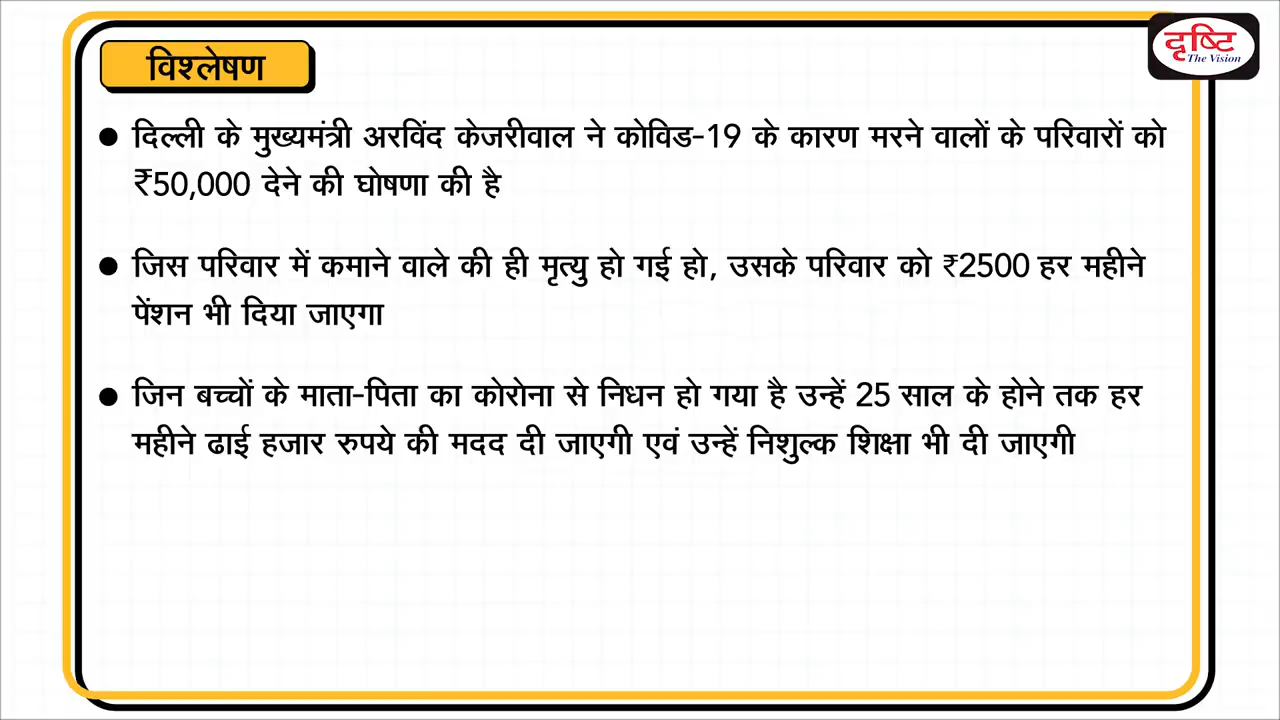 दृष्टि
The Vision
विश्लेषण
● दिल्ली के मुख्यमंत्री अरविंद केजरीवाल ने कोविड-19 के कारण मरने वालों के परिवारों को
₹50,000 देने की घोषणा की है
● जिस परिवार में कमाने वाले की ही मृत्यु हो गई हो, उसके परिवार को ₹2500 हर महीने
पेंशन भी दिया जाएगा
● जिन बच्चों के माता-पिता का कोरोना से निधन हो गया है उन्हें 25 साल के होने तक हर
महीने ढाई हजार रुपये की मदद दी जाएगी एवं उन्हें निशुल्क शिक्षा भी दी जाएगी